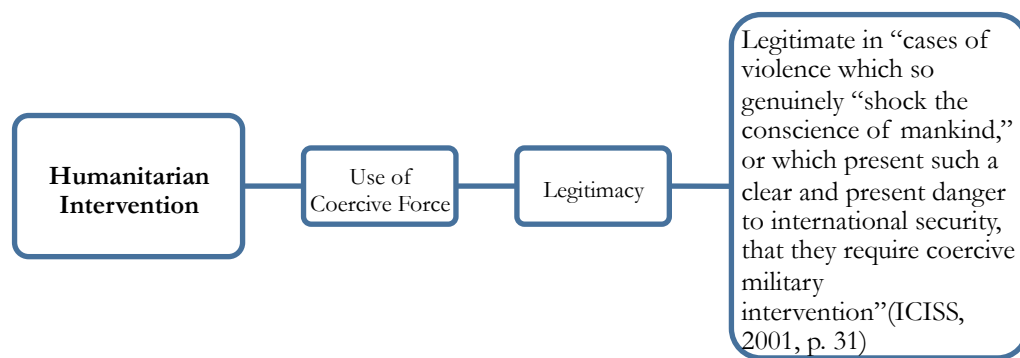 Humanitarian
Intervention
Use of
Coercive Force
Legitimacy
Legitimate in “cases of
violence which so
genuinely “shock the
conscience of mankind,”
or which present such a
clear and present danger
to international security,
that they require coercive
military
intervention”(ICISS,
2001, p. 31)